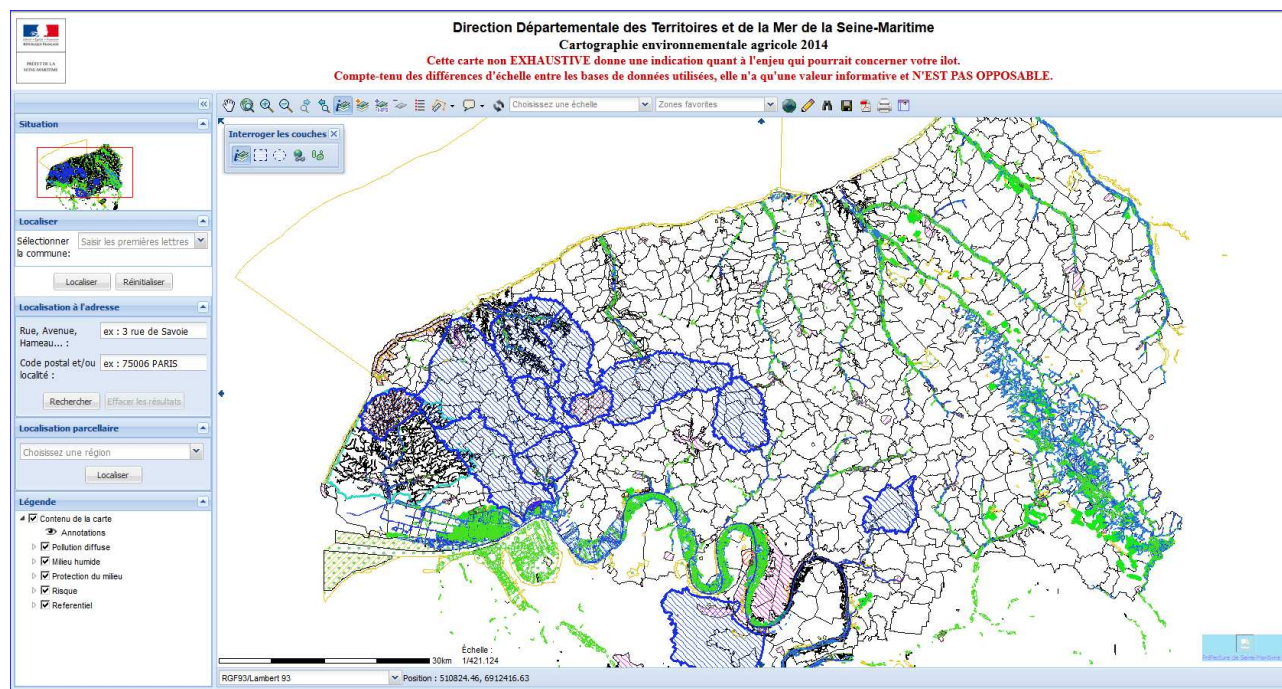 Direction Départementale des Territoires et de la Mer de la Seine-Maritime
Cartographie environnementale agricole 2014
Cette carte non EXHAUSTIVE donne une indication quant à l'enjeu qui pourrait concerner votre ilot.
Compte-tenu des différences d'échelle entre les bases de données utilisées, elle n'a qu'une valeur informative et N'EST PAS OPPOSABLE.
PRÉFET DE LA
SEINE-MARITIME
Choisissez une échelle
Zones favorites
Situation
Interroger les couches
Localiser
Sélectionner la commune:
Saisir les premières lettres
Localiser
Réinitialiser
Localisation à l'adresse
Rue, Avenue, Hameau... :
ex : 3 rue de Savoie
Code postal et/ou localité :
ex : 75006 PARIS
Rechercher
Effacer les résultats
Localisation parcellaire
Choisissez une région
Localiser
Légende
Contenu de la carte
Annotations
Pollution diffuse
Milieu humide
Protection du milieu
Risque
Referentiel
30km
Échelle :
1/421.124
Préfecture de Seine-Maritime
RGF93/Lambert 93
Position : 510824.46, 6912416.63